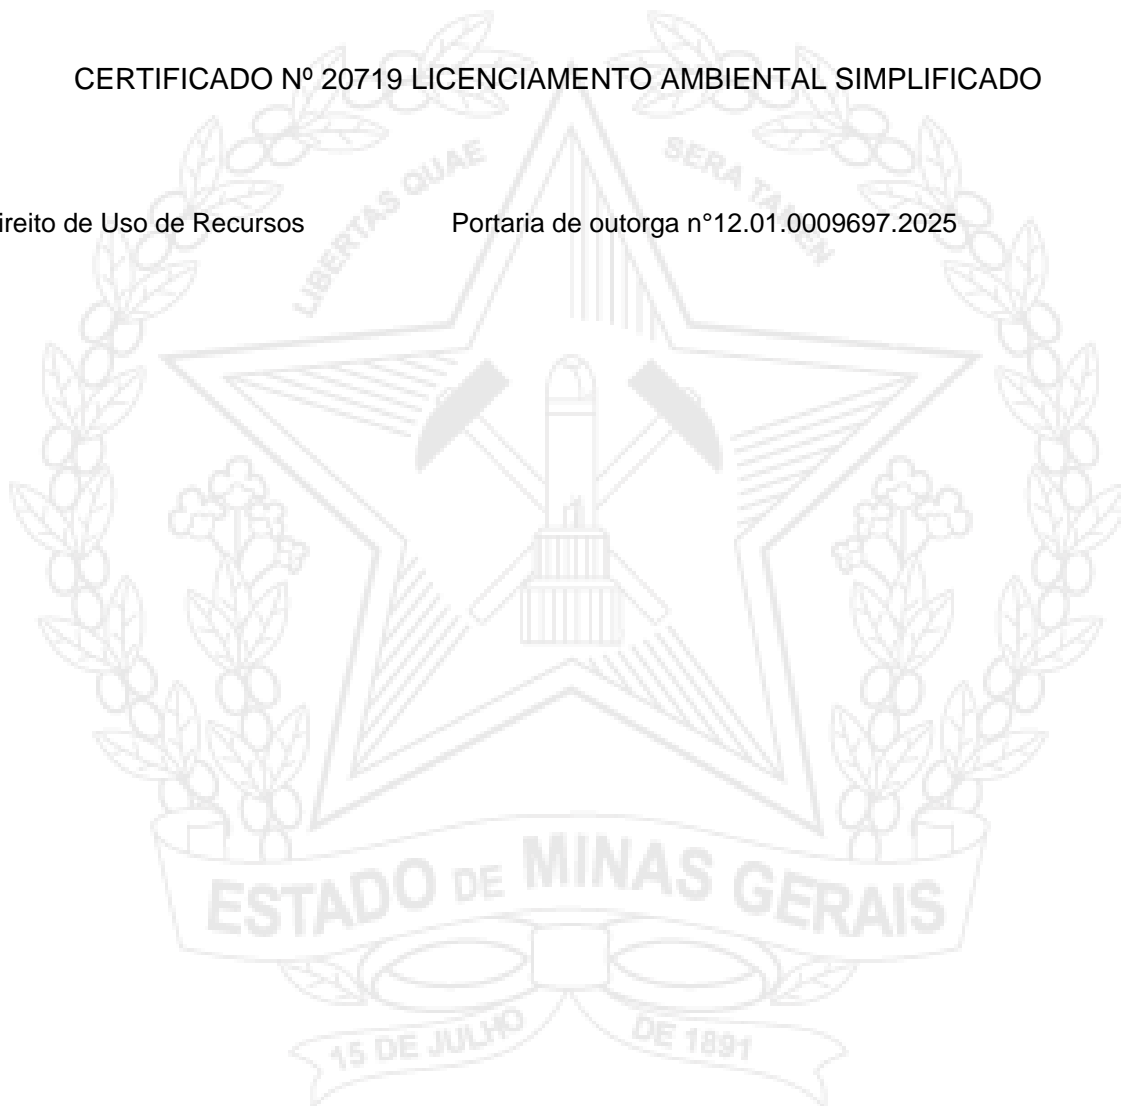 CERTIFICADO Nº 20719 LICENCIAMENTO AMBIENTAL SIMPLIFICADO
ireito de Uso de Recursos Portaria de outorga n°12.01.0009697.2025
LIBERTAS QUAE SERA TAMEN
ESTADO DE MINAS GERAIS
15 DE JULHO DE 1891